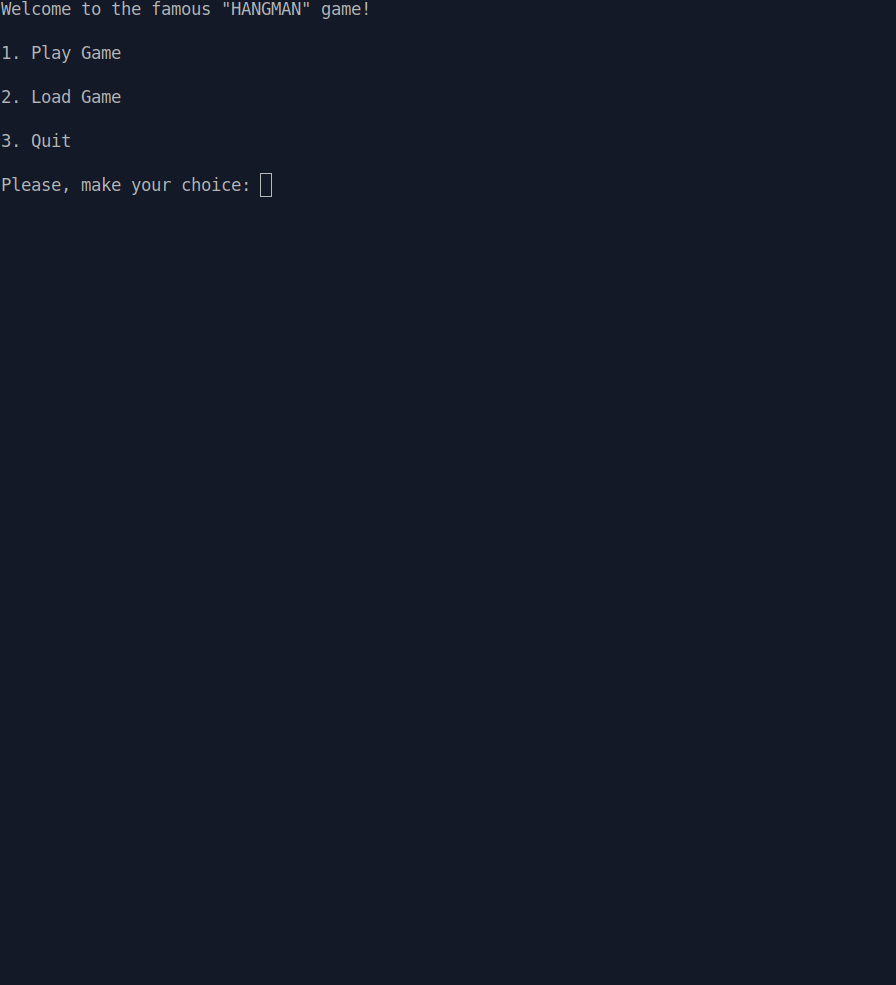 Welcome to the famous "HANGMAN" game!
1. Play Game
2. Load Game
3. Quit
Please, make your choice: